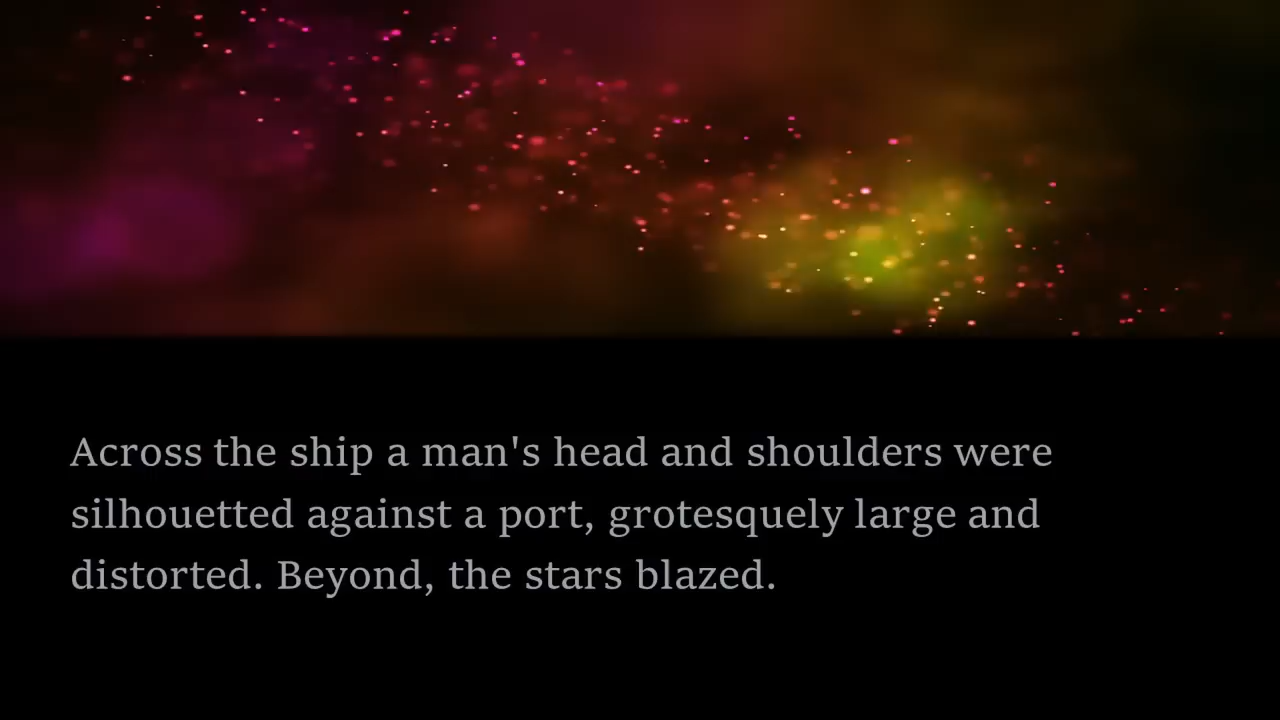 Across the ship a man's head and shoulders were
silhouetted against a port, grotesquely large and
distorted. Beyond, the stars blazed.